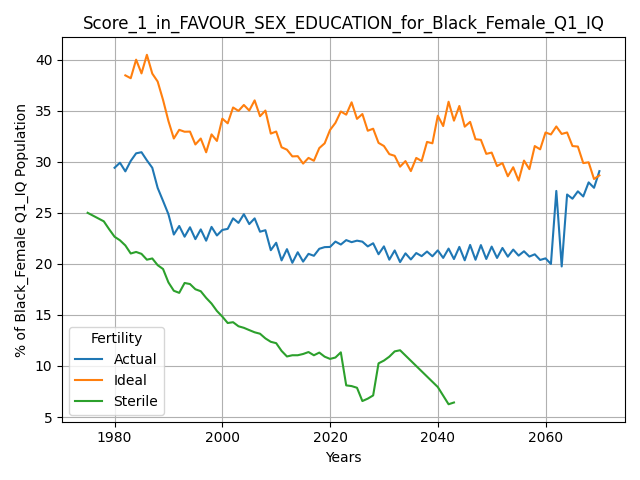 Score_1_in_FAVOUR_SEX_EDUCATION_for_Black_Female_Q1_IQ
% of Black_Female Q1_IQ Population
40
35
30
25
20
15
10
5
Fertility
Actual
Ideal
Sterile
1980
2000
2020
2040
2060
Years